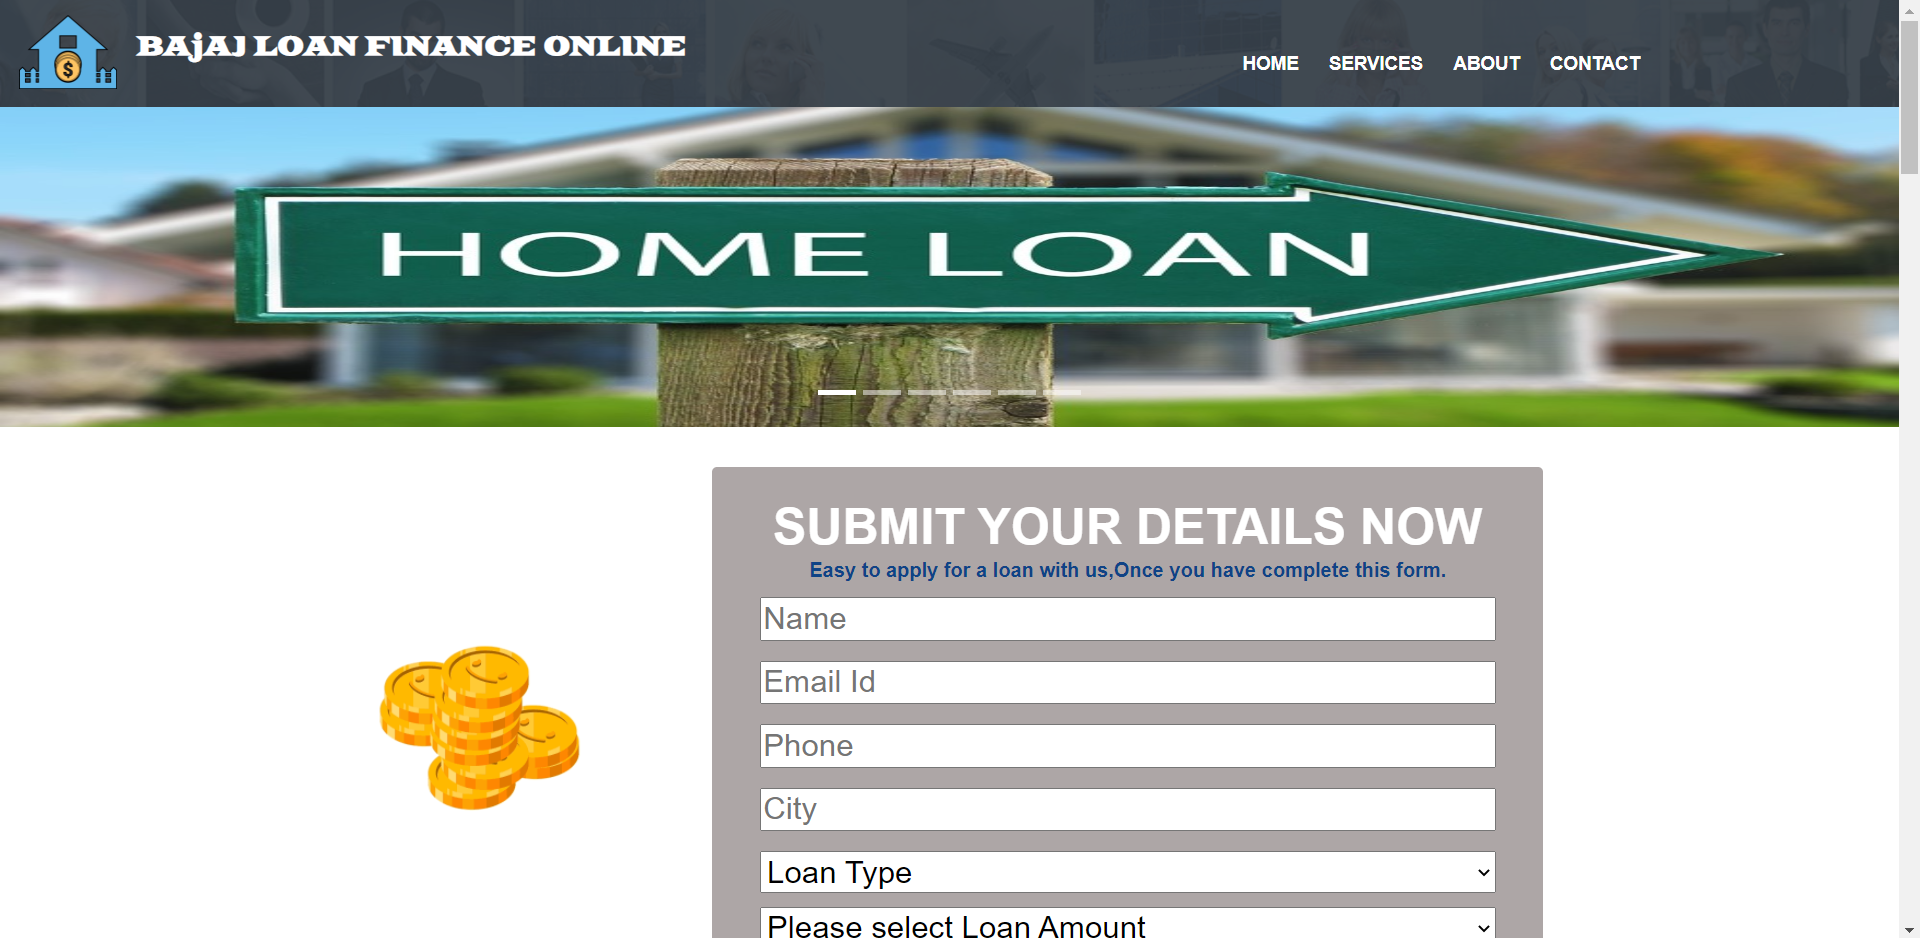 BAjAJ LOAN FINANCE ONLINE
HOME SERVICES ABOUT CONTACT
HOME LOAN
SUBMIT YOUR DETAILS NOW
Easy to apply for a loan with us,Once you have complete this form.
Name
Email Id
Phone
City
Loan Type
Please select Loan Amount